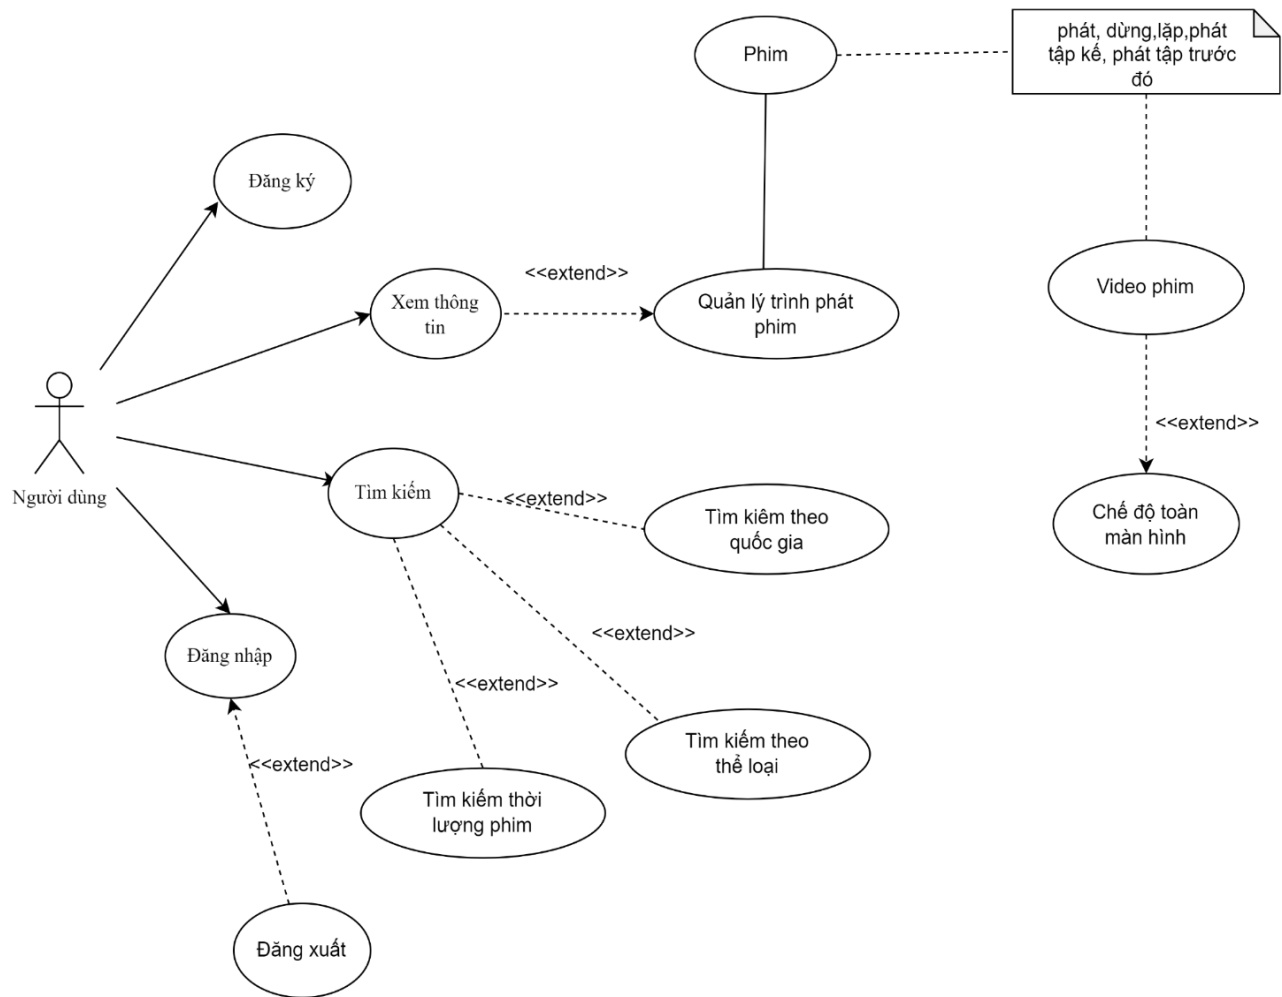 Phim
phát, dừng,lặp,phát
tập kế, phát tập trước
đó
Đăng ký
<<extend>>
Xem thông
tin
Quản lý trình phát
phim
Video phim
<<extend>>
Người dùng
Tìm kiếm
<<extend>>
Tìm kiêm theo
quốc gia
Chế độ toàn
màn hình
<<extend>>
Đăng nhập
<<extend>>
<<extend>>
Tìm kiếm theo
thể loại
Tìm kiếm thời
lượng phim
Đăng xuất